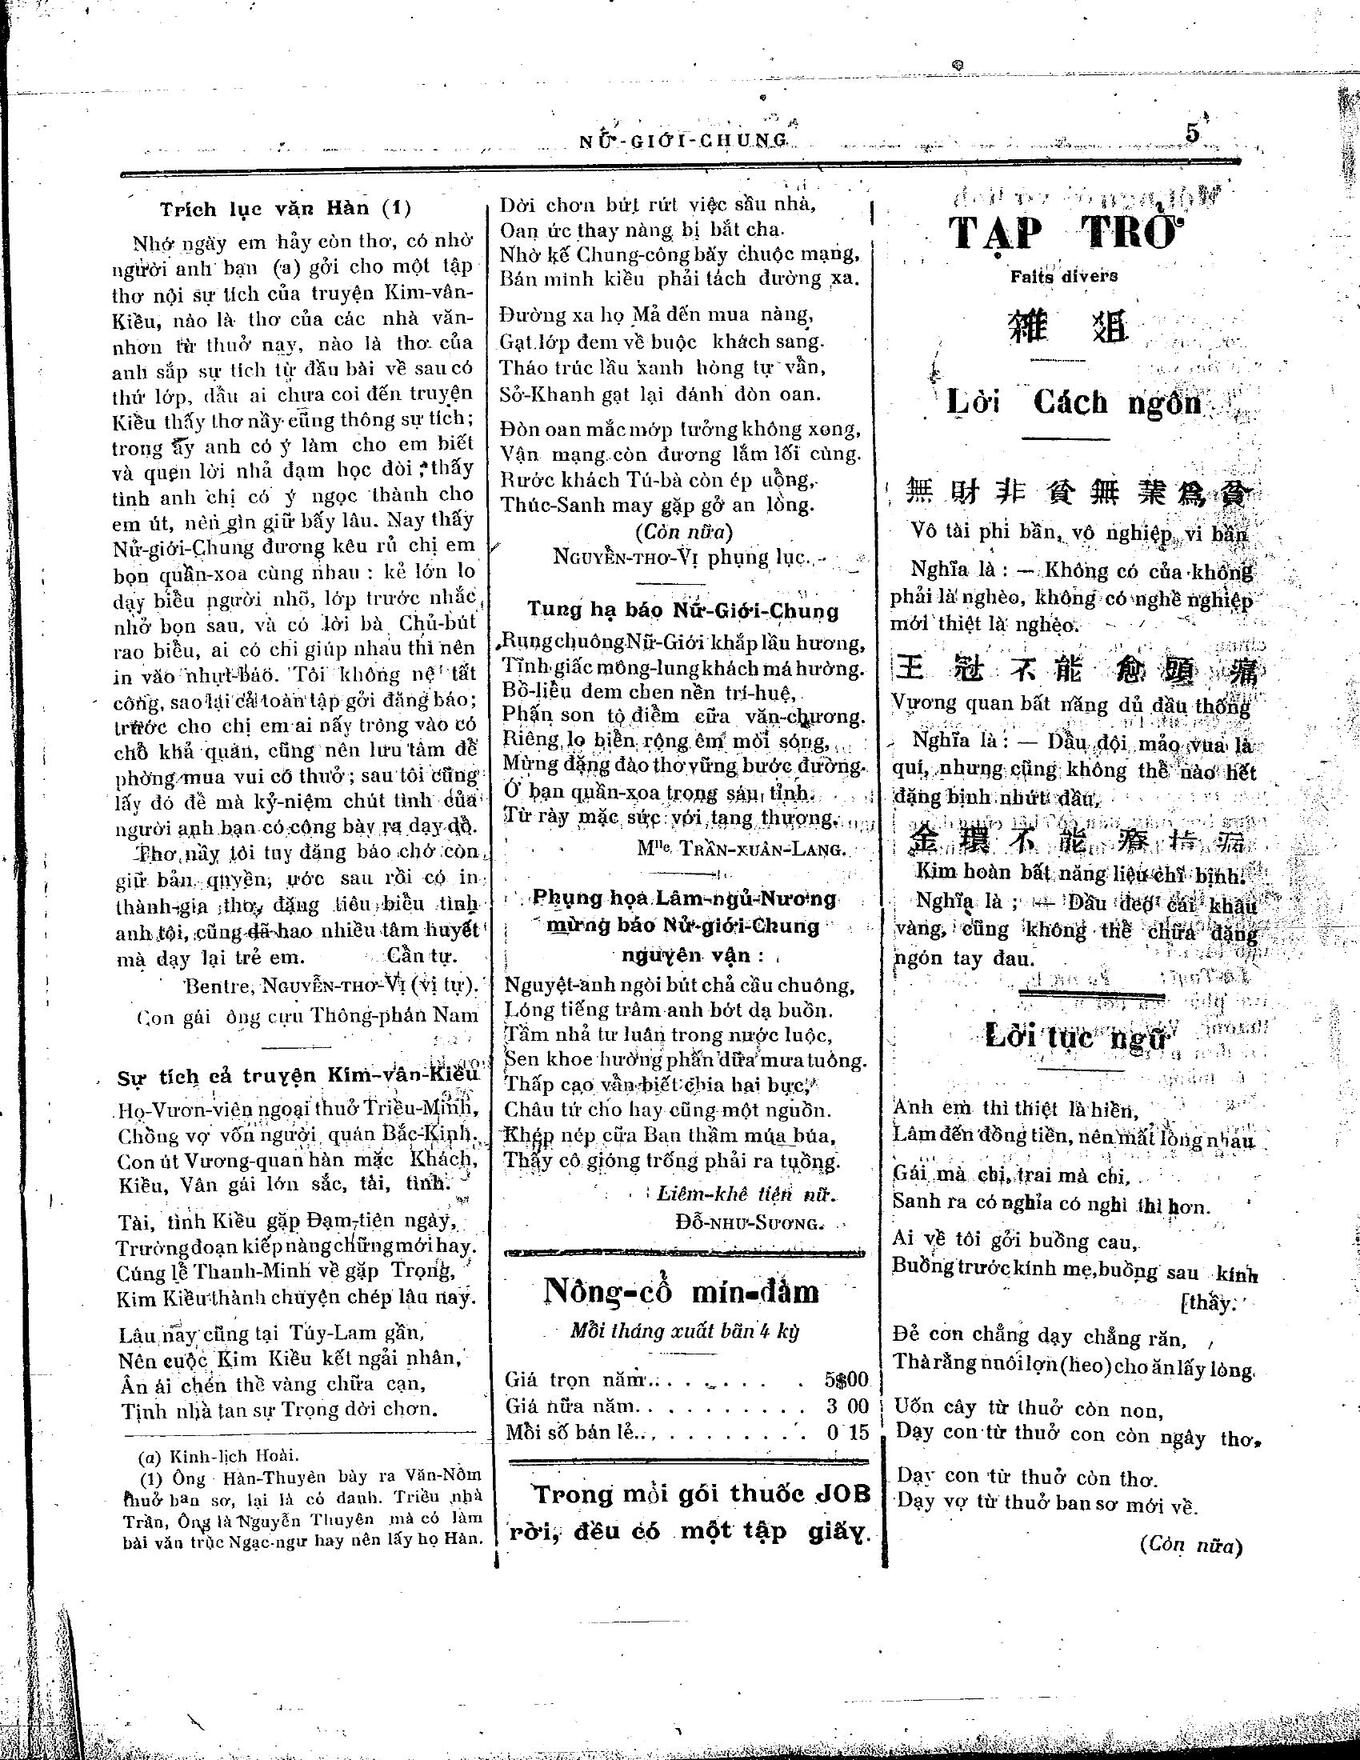 NỮ-GIỚI-CHUNG
5
Trích lục văn Hàn (1)
Nhớ ngày em hảy còn thơ, có nhờ
người anh bạn (a) gởi cho một tập
thơ nội sự tích của truyện Kim-vân-
Kiều, nào là thơ của các nhà văn-
nhơn từ thuở nay, nào là thơ của
anh sắp sự tích từ đầu bài về sau có
thứ lớp, dầu ai chưa coi đến truyện
Kiều thấy thơ nầy cũng thông sự tích;
trong ấy anh có ý làm cho em biết
và quen lời nhả đạm học đòi; thấy
tình anh chị có ý ngọc thành cho
em út, nên gìn giữ bấy lâu. Nay thấy
Nữ-giới-Chung đương kêu rủ chị em
bọn quần-xoa cùng nhau : kẻ lớn lo
dạy biểu người nhỏ, lớp trước nhắc
nhở bọn sau, và có lời bà Chủ-bút
rao biểu, ai có chi giúp nhau thì nên
in vào nhựt-báo. Tôi không nệ tất
công, sao lại cả toàn tập gởi đăng báo;
trước cho chị em ai nấy trông vào có
chỗ khả quan, cũng nên lưu tâm để
phòng mua vui có thuở; sau tôi cũng
lấy đó để mà kỷ-niệm chút tình của
người anh bạn có công bày ra dạy dỗ.
Thơ nầy tôi tuy đăng báo chớ còn
giữ bản quyền, ước sau rồi có in
thành-gia thơ, đặng tiêu biểu tình
anh tôi, cũng đã hao nhiều tâm huyết
mà dạy lại trẻ em. Cẩn tự.
Bentre, NGUYỄN-THƠ-VỊ (vị tự).
Con gái ông cựu Thông-phán Nam
Sự tích cả truyện Kim-vân-Kiều
Họ-Vươn-viên ngoại thuở Triều-Minh,
Chồng vợ vốn người quán Bắc-Kinh.
Con út Vương-quan hàn mặc Khách,
Kiều, Vân gái lớn sắc, tài, tình.
Tài, tình Kiều gặp Đạm-tiên ngày,
Trường đoạn kiếp nàng chững mới hay.
Cúng lễ Thanh-Minh về gặp Trọng,
Kim Kiều thành chuyện chép lâu nay.
Lâu nay cũng tại Túy-Lam gần,
Nên cuộc Kim Kiều kết ngải nhân,
Ân ái chén thề vàng chữa cạn,
Tịnh nhà tan sự Trọng dời chơn.
(a) Kinh-lịch Hoài.
(1) Ông Hàn-Thuyên bày ra Văn-Nôm
thuở ban sơ, lại là có danh. Triều nhà
Trần, Ông là Nguyễn Thuyên mà có làm
bài văn trục Ngạc-ngư hay nên lấy họ Hàn.
Dời chơn bứt rứt việc sầu nhà,
Oan ức thay nàng bị bắt cha.
Nhờ kế Chung-công bãy chuộc mạng,
Bán mình kiều phải tách đường xa.
Đường xa họ Mả đến mua nàng,
Gạt lớp đem về buộc khách sang.
Tháo trúc lầu xanh hòng tự vẫn,
Sở-Khanh gạt lại đánh đòn oan.
Đòn oan mắc mớp tưởng không xong,
Vận mạng còn đương lắm lối cùng.
Rước khách Tú-bà còn ép uổng,
Thúc-Sanh may gặp gở an lòng.
(Còn nữa)
NGUYỄN-THƠ-VỊ phụng lục.
Tung hạ báo Nữ-Giới-Chung
Rung chuông Nữ-Giới khắp lầu hương,
Tỉnh giấc mông-lung khách má hường.
Bồ-liễu đem chen nền trí-huệ,
Phấn son tô điểm cữa văn-chương.
Riêng lo biển rộng êm mòi sóng,
Mừng đặng đào thơ vững bước đường.
Ớ bạn quần-xoa trong sáu tỉnh.
Từ rày mặc sức với tang thương.
Mlle TRẦN-XUÂN-LANG.
Phụng họa Lâm-ngủ-Nương
mừng báo Nữ-giới-Chung
nguyên vận :
Nguyệt-anh ngòi bút chả cầu chuông,
Lóng tiếng trâm anh bớt dạ buồn.
Tằm nhả tư luân trong nước luộc,
Sen khoe hường phấn dữa mưa tuông.
Thấp cao vẫn biết chia hai bực,
Châu tứ cho hay cũng một nguồn.
Khép nép cữa Ban thầm múa búa,
Thấy cô gióng trống phải ra tuồng.
Liêm-khê tiện nữ.
ĐỖ-NHƯ-SƯƠNG.
Nông-cổ mín-đàm
Mỗi tháng xuất bãn 4 kỳ
Giá trọn năm . . . . . . . 5$00
Giá nữa năm . . . . . . . 3 00
Mỗi số bán lẻ . . . . . . . 0 15
Trong mỗi gói thuốc JOB
rời, đều có một tập giấy.
TẠP TRỞ
Faits divers
雜 俎
Lời Cách ngôn
無財非貧無業爲貧
Vô tài phi bần, vô nghiệp vi bần
Nghĩa là : — Không có của không
phải là nghèo, không có nghề nghiệp
mới thiệt là nghèo.
王冠不能愈頭痛
Vương quan bất năng dủ đầu thống
Nghĩa là : — Dầu đội mảo vua là
quí, nhưng cũng không thể nào hết
đặng bịnh nhứt đầu.
金環不能療指病
Kim hoàn bất năng liệu chỉ bịnh.
Nghĩa là ; — Dầu đeo cái khâu
vàng, cũng không thể chữa đặng
ngón tay đau.
Lời tục ngữ
Anh em thì thiệt là hiền,
Lâm đến đồng tiền, nên mất lòng nhau
Gái mà chi, trai mà chi,
Sanh ra có nghỉa có nghì thì hơn.
Ai về tôi gởi buồng cau,
Buồng trước kính mẹ, buồng sau kính
[thầy.
Đẻ con chẳng dạy chẳng răn,
Thà rằng nuôi lợn (heo) cho ăn lấy lòng.
Uốn cây từ thuở còn non,
Dạy con từ thuở con còn ngây thơ.
Dạy con từ thuở còn thơ.
Dạy vợ từ thuở ban sơ mới về.
(Còn nữa)